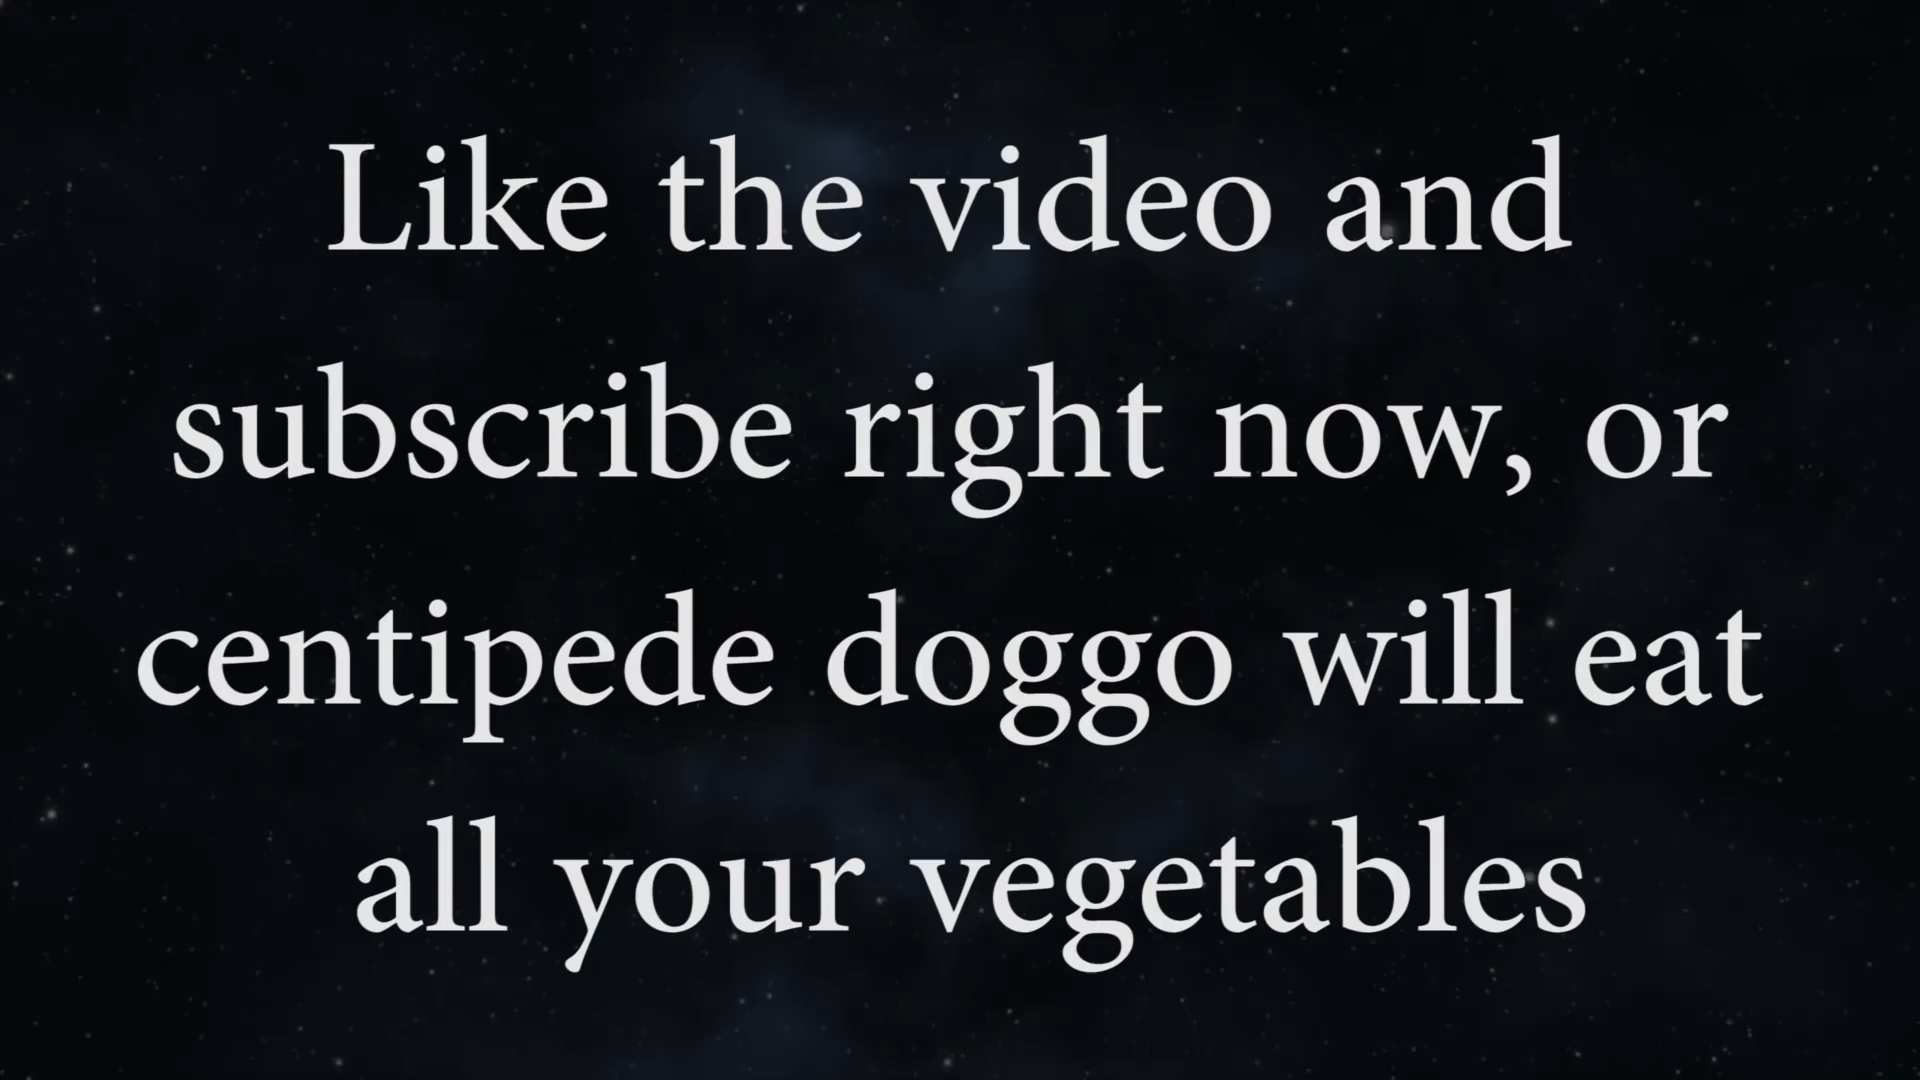 Like the video and
subscribe right now, or
centipede doggo will eat
all your vegetables